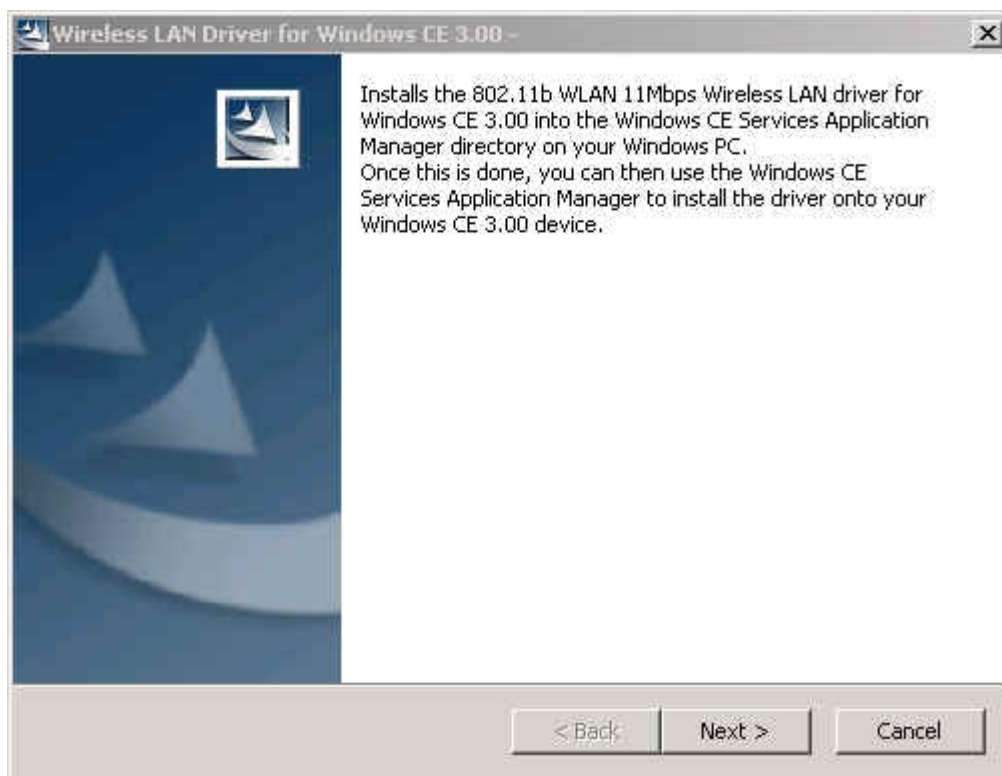 Wireless LAN Driver for Windows CE 3.00 -
Installs the 802.11b WLAN 11Mbps Wireless LAN driver for
Windows CE 3.00 into the Windows CE Services Application
Manager directory on your Windows PC.
Once this is done, you can then use the Windows CE
Services Application Manager to install the driver onto your
Windows CE 3.00 device.
< Back
Next >
Cancel